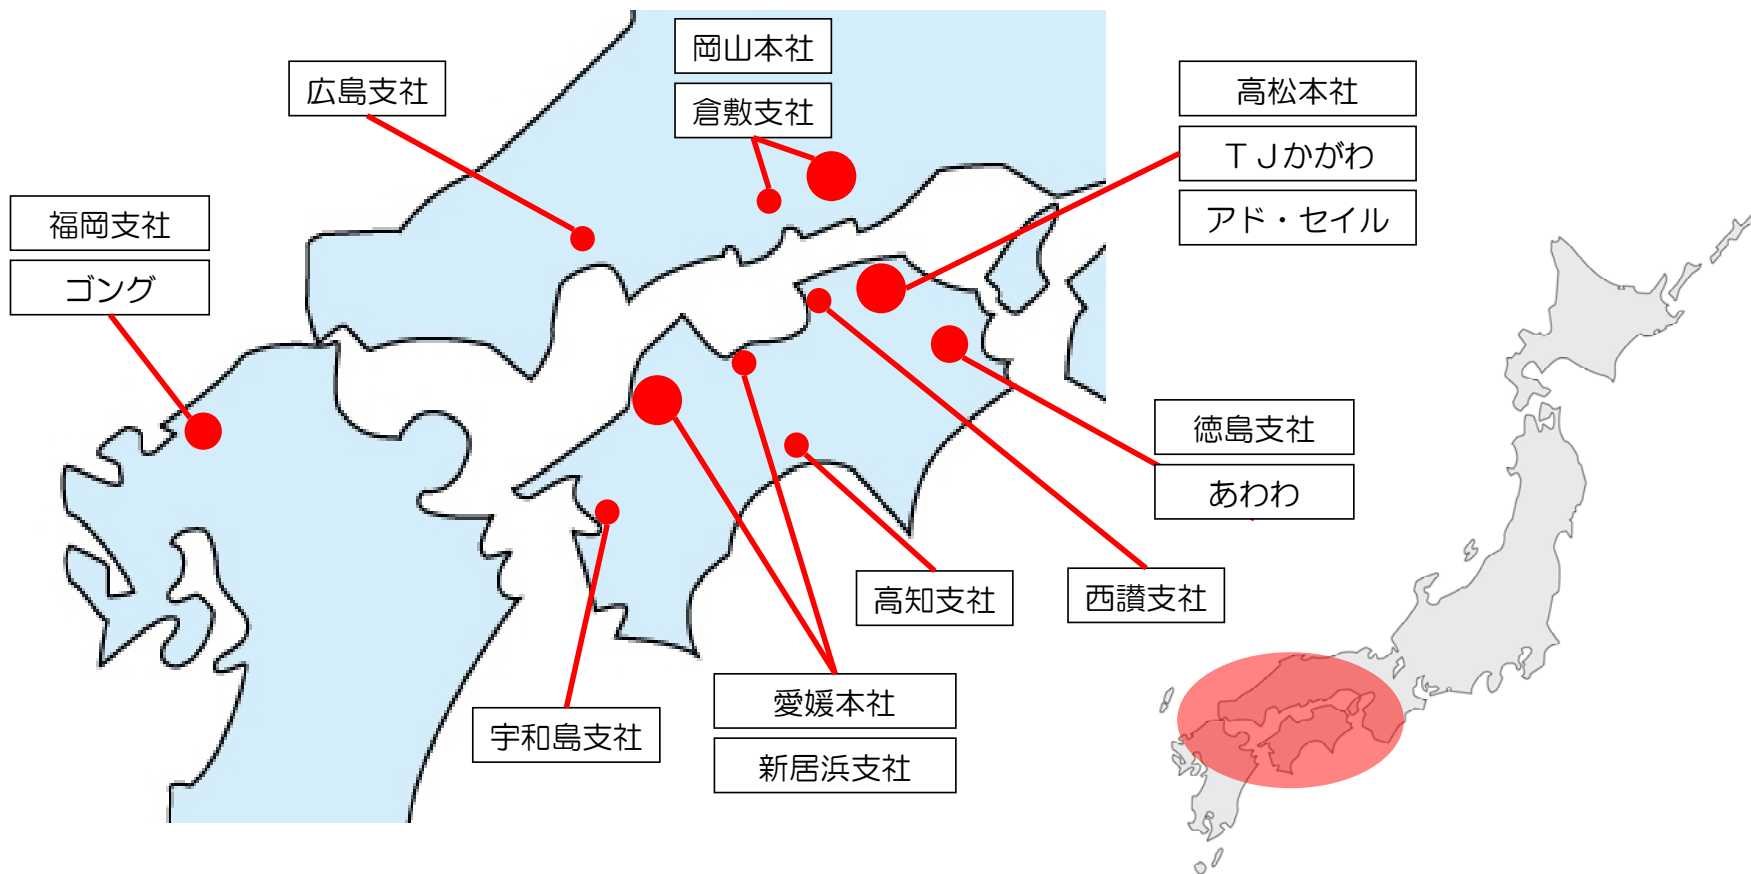 岡山本社
倉敷支社
広島支社
高松本社
ＴＪかがわ
アド・セイル
福岡支社
ゴング
徳島支社
あわわ
高知支社
西讃支社
愛媛本社
新居浜支社
宇和島支社